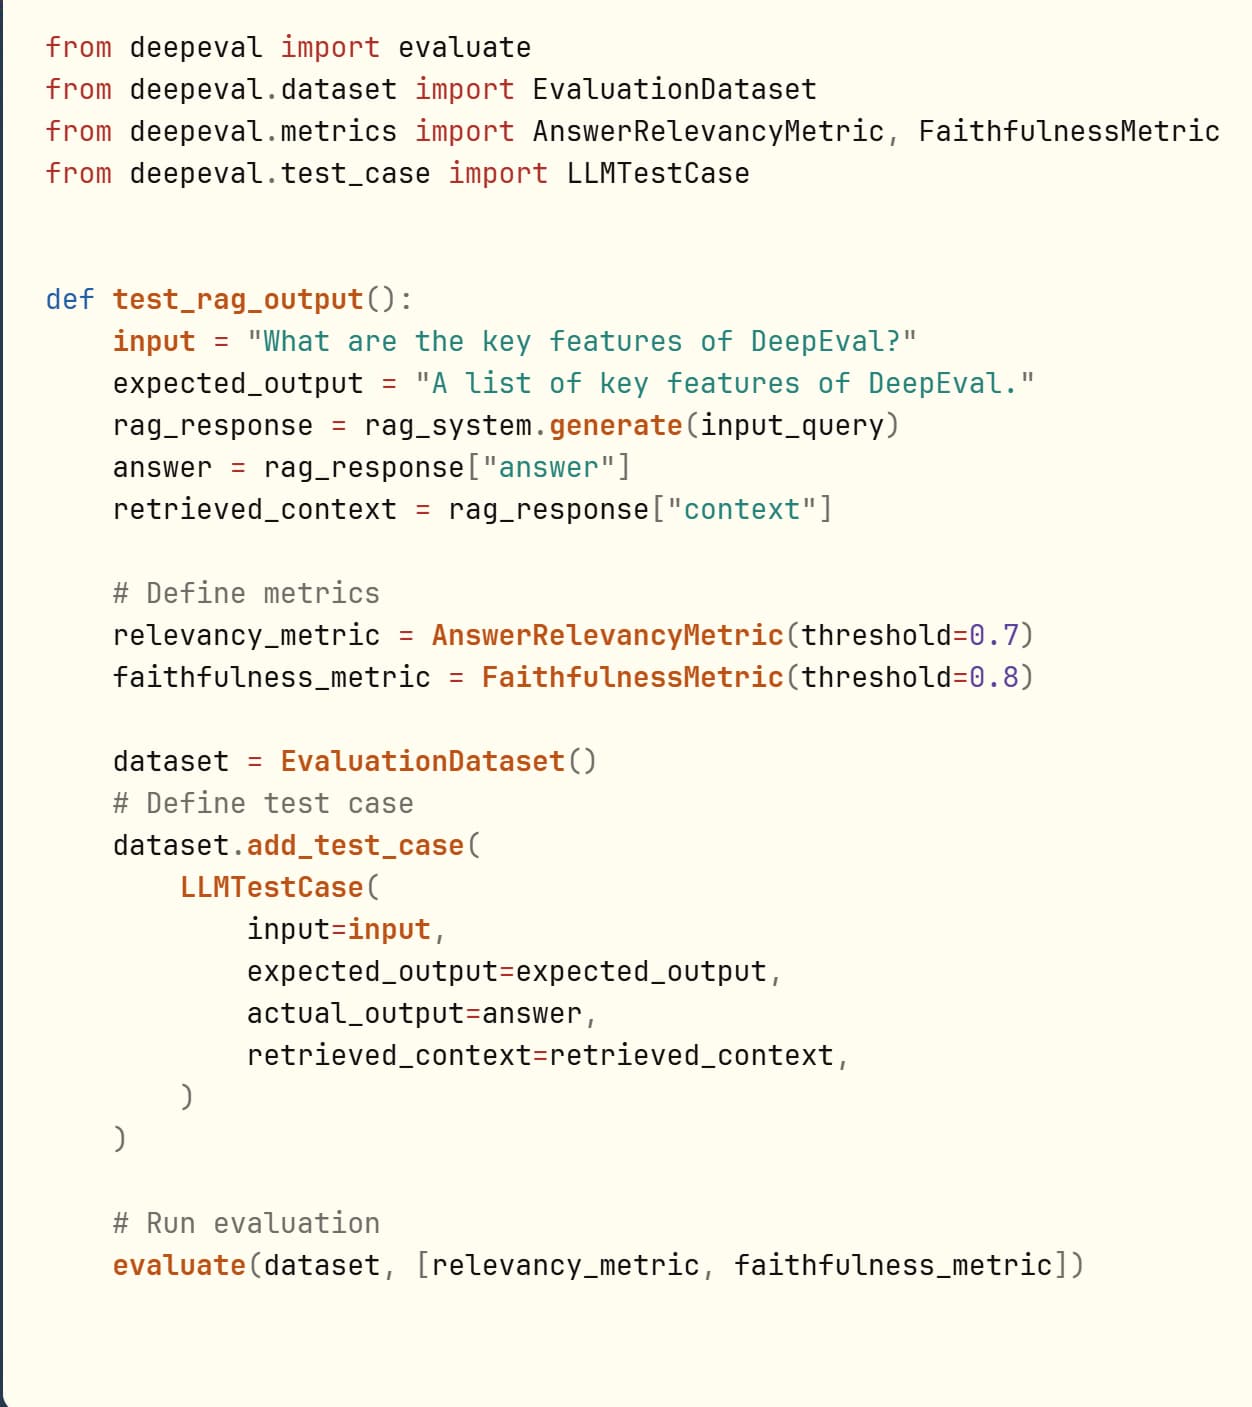 from deepeval import evaluate
from deepeval.dataset import EvaluationDataset
from deepeval.metrics import AnswerRelevancyMetric, FaithfulnessMetric
from deepeval.test_case import LLMTestCase


def test_rag_output():
    input = "What are the key features of DeepEval?"
    expected_output = "A list of key features of DeepEval."
    rag_response = rag_system.generate(input_query)
    answer = rag_response["answer"]
    retrieved_context = rag_response["context"]

    # Define metrics
    relevancy_metric = AnswerRelevancyMetric(threshold=0.7)
    faithfulness_metric = FaithfulnessMetric(threshold=0.8)

    dataset = EvaluationDataset()
    # Define test case
    dataset.add_test_case(
        LLMTestCase(
            input=input,
            expected_output=expected_output,
            actual_output=answer,
            retrieved_context=retrieved_context,
        )
    )

    # Run evaluation
    evaluate(dataset, [relevancy_metric, faithfulness_metric])